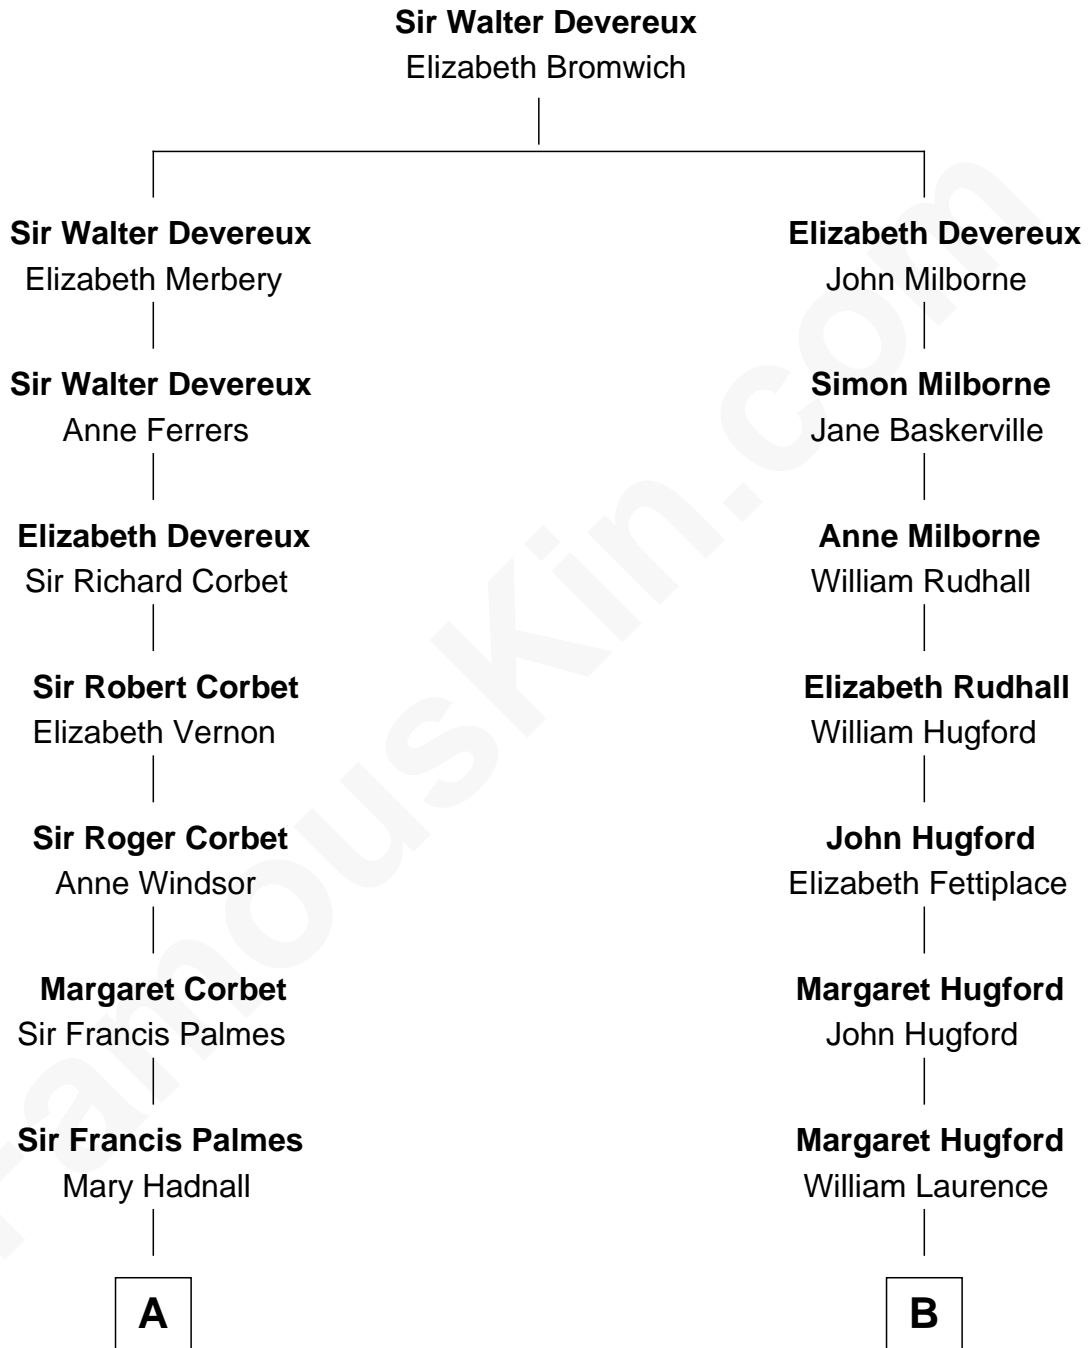 Sir Walter Devereux
Elizabeth Bromwich
Sir Walter Devereux
Elizabeth Merbery
Elizabeth Devereux
John Milborne
Sir Walter Devereux
Anne Ferrers
Simon Milborne
Jane Baskerville
Elizabeth Devereux
Sir Richard Corbet
Anne Milborne
William Rudhall
Sir Robert Corbet
Elizabeth Vernon
Elizabeth Rudhall
William Hugford
Sir Roger Corbet
Anne Windsor
John Hugford
Elizabeth Fettiplace
Margaret Corbet
Sir Francis Palmes
Margaret Hugford
John Hugford
Sir Francis Palmes
Mary Hadnall
Margaret Hugford
William Laurence
A
B
FamousKin.com